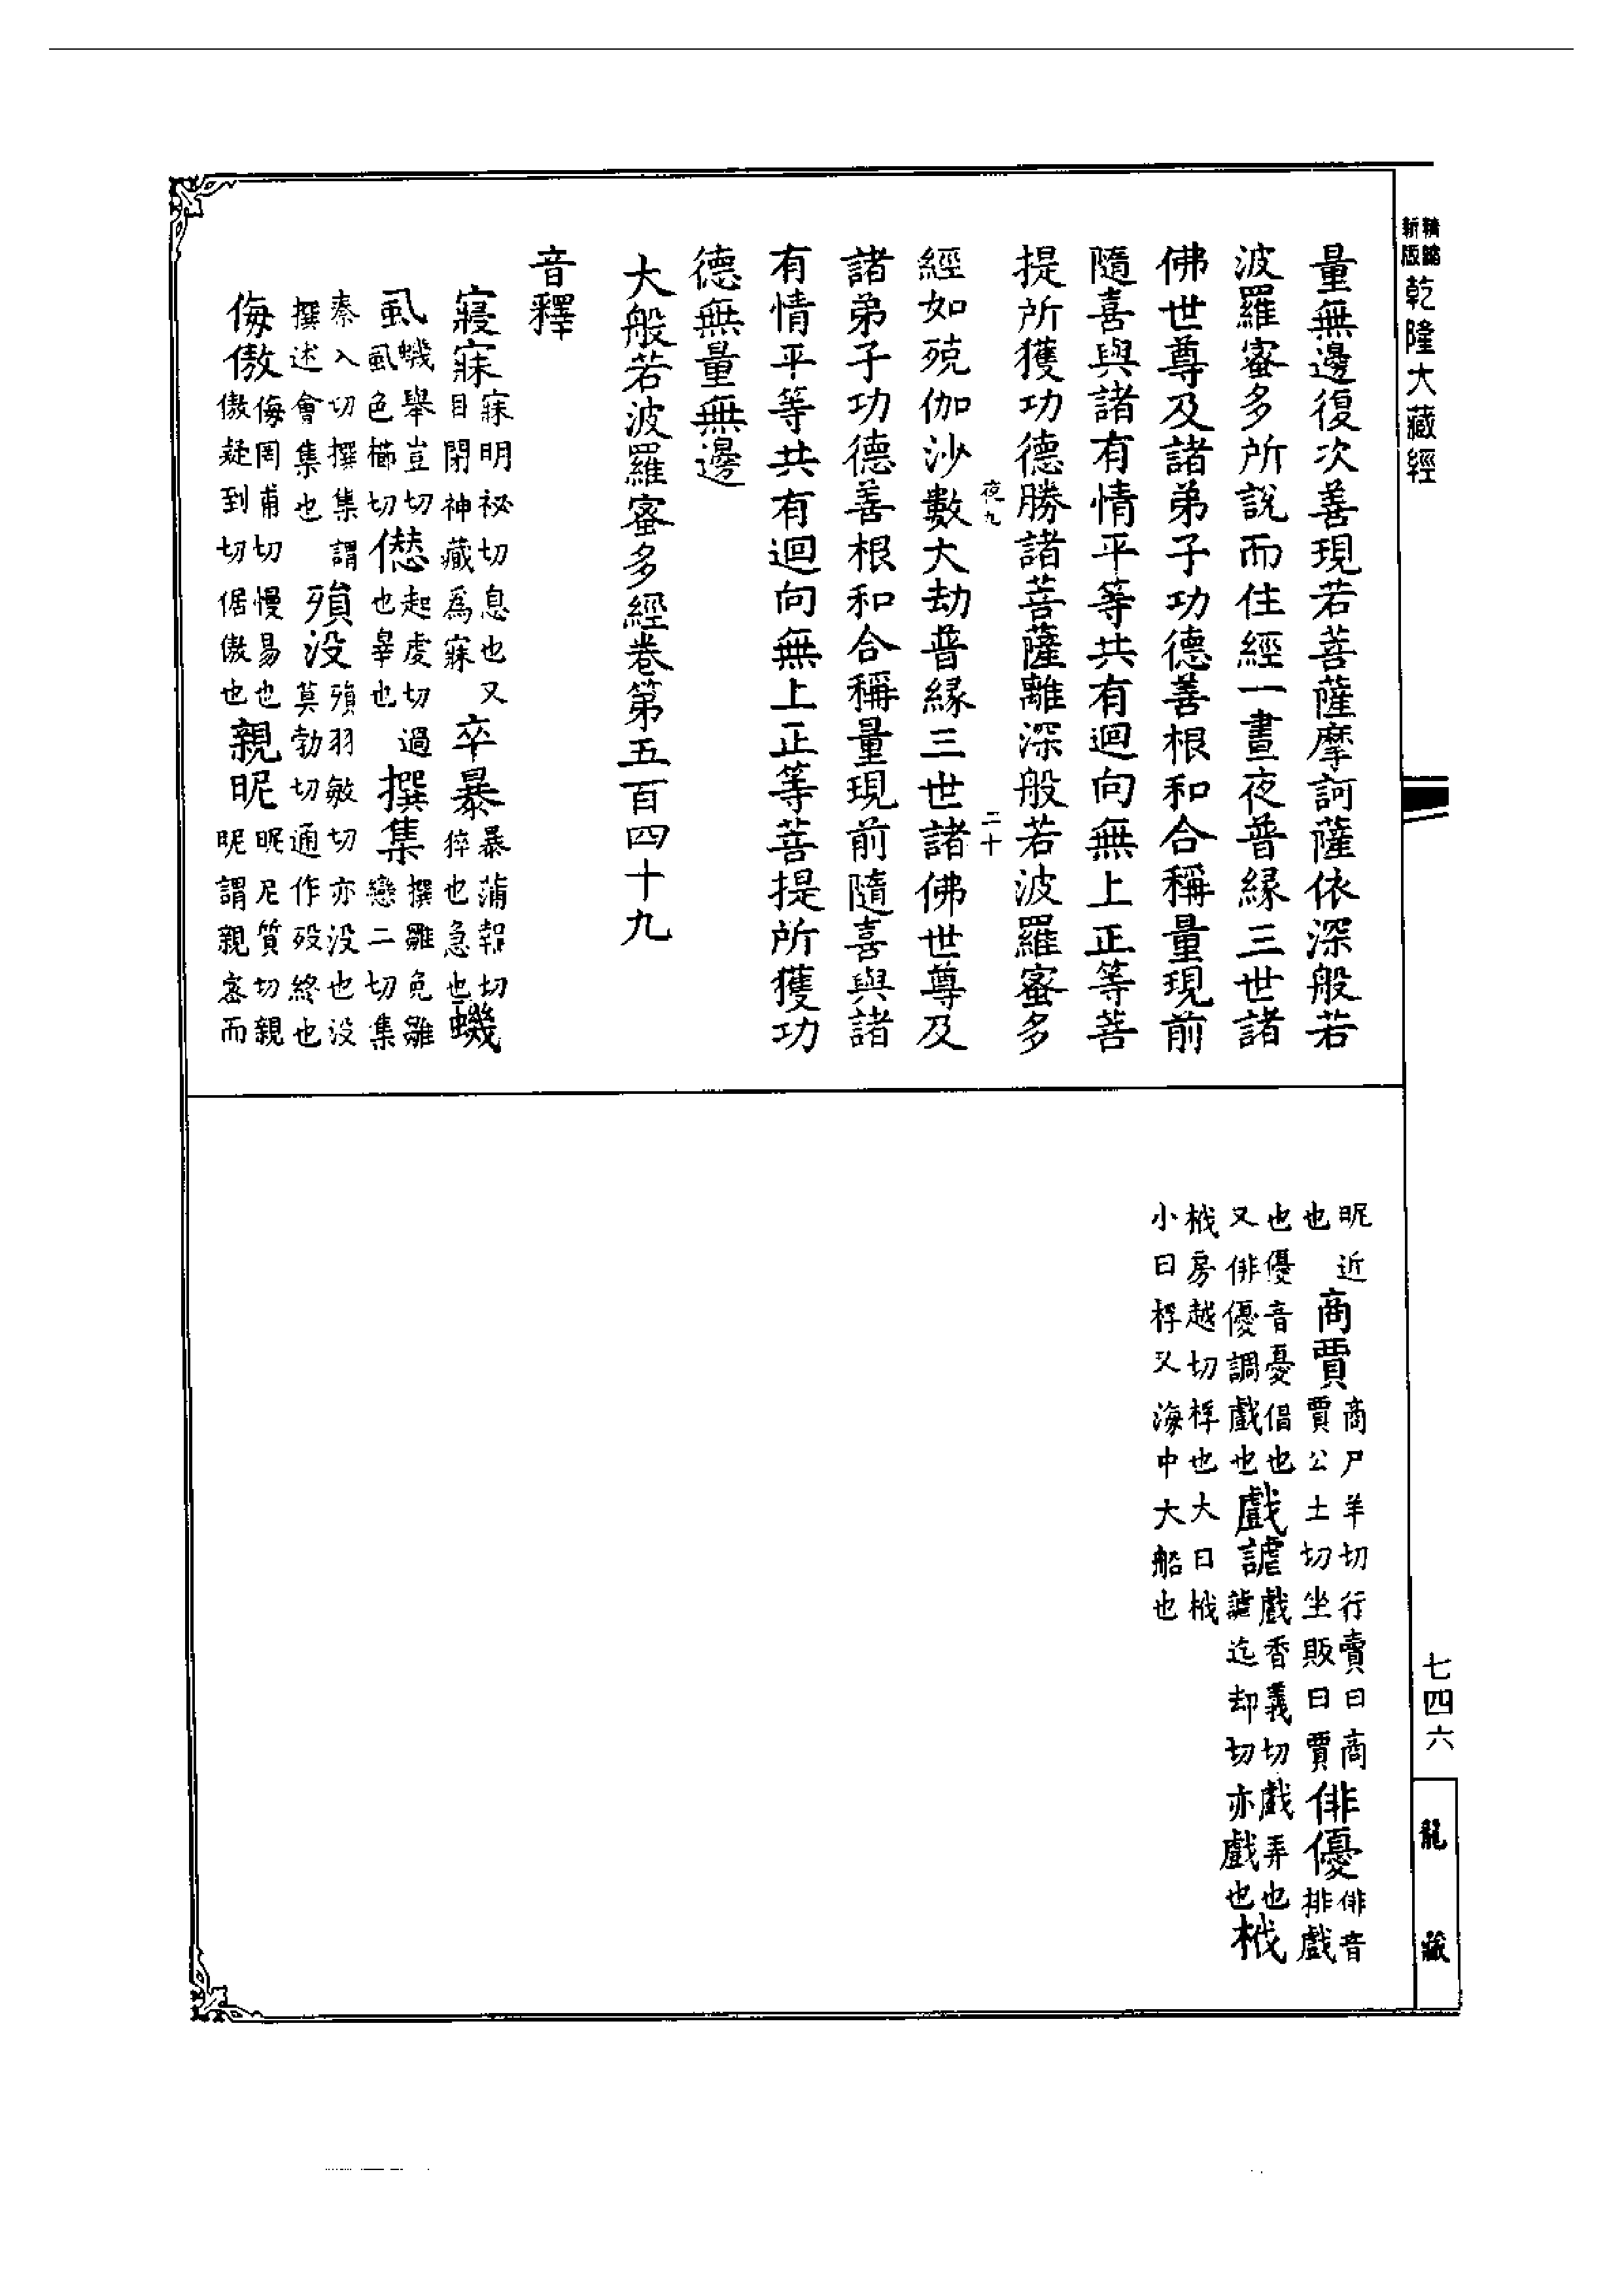 精編新版
乾隆大藏經
量無邊復次善現若菩薩摩訶薩依深般若
波羅蜜多所說而住經一晝夜普緣三世諸
佛世尊及諸弟子功德善根和合稱量現前
隨喜與諸有情平等共有迴向無上正等菩
提所獲功德勝諸菩薩離深般若波羅蜜多
夜九 二十
經如殑伽沙數大劫普緣三世諸佛世尊及
諸弟子功德善根和合稱量現前隨喜與諸
有情平等共有迴向無上正等菩提所獲功
德無量無邊
大般若波羅蜜多經卷第五百四十九
音釋
寤寐寐明祕切息也又目閉神藏為寐卒暴暴蒲報切猝也急也蟣
虱蟣舉豈切虱色櫛切㒆起虔切過也辠也撰集撰雛免雛戀二切集
秦入切撰集謂撰述會集也殞没殞羽敏切亦没也没莫勃切通作歿終也
侮傲侮罔甫切慢易也傲疑到切倨傲也親昵昵尼質切親昵謂親密而
昵近也商賈商尸羊切行賣曰商賈公土切坐販曰賈俳優俳音排戲
也優音憂倡也又俳優調戲也戲謔戲香義切戲弄也謔迄却切亦戲也栰
栰房越切桴也大曰栰小曰桴又海中大船也
七四六
龍藏